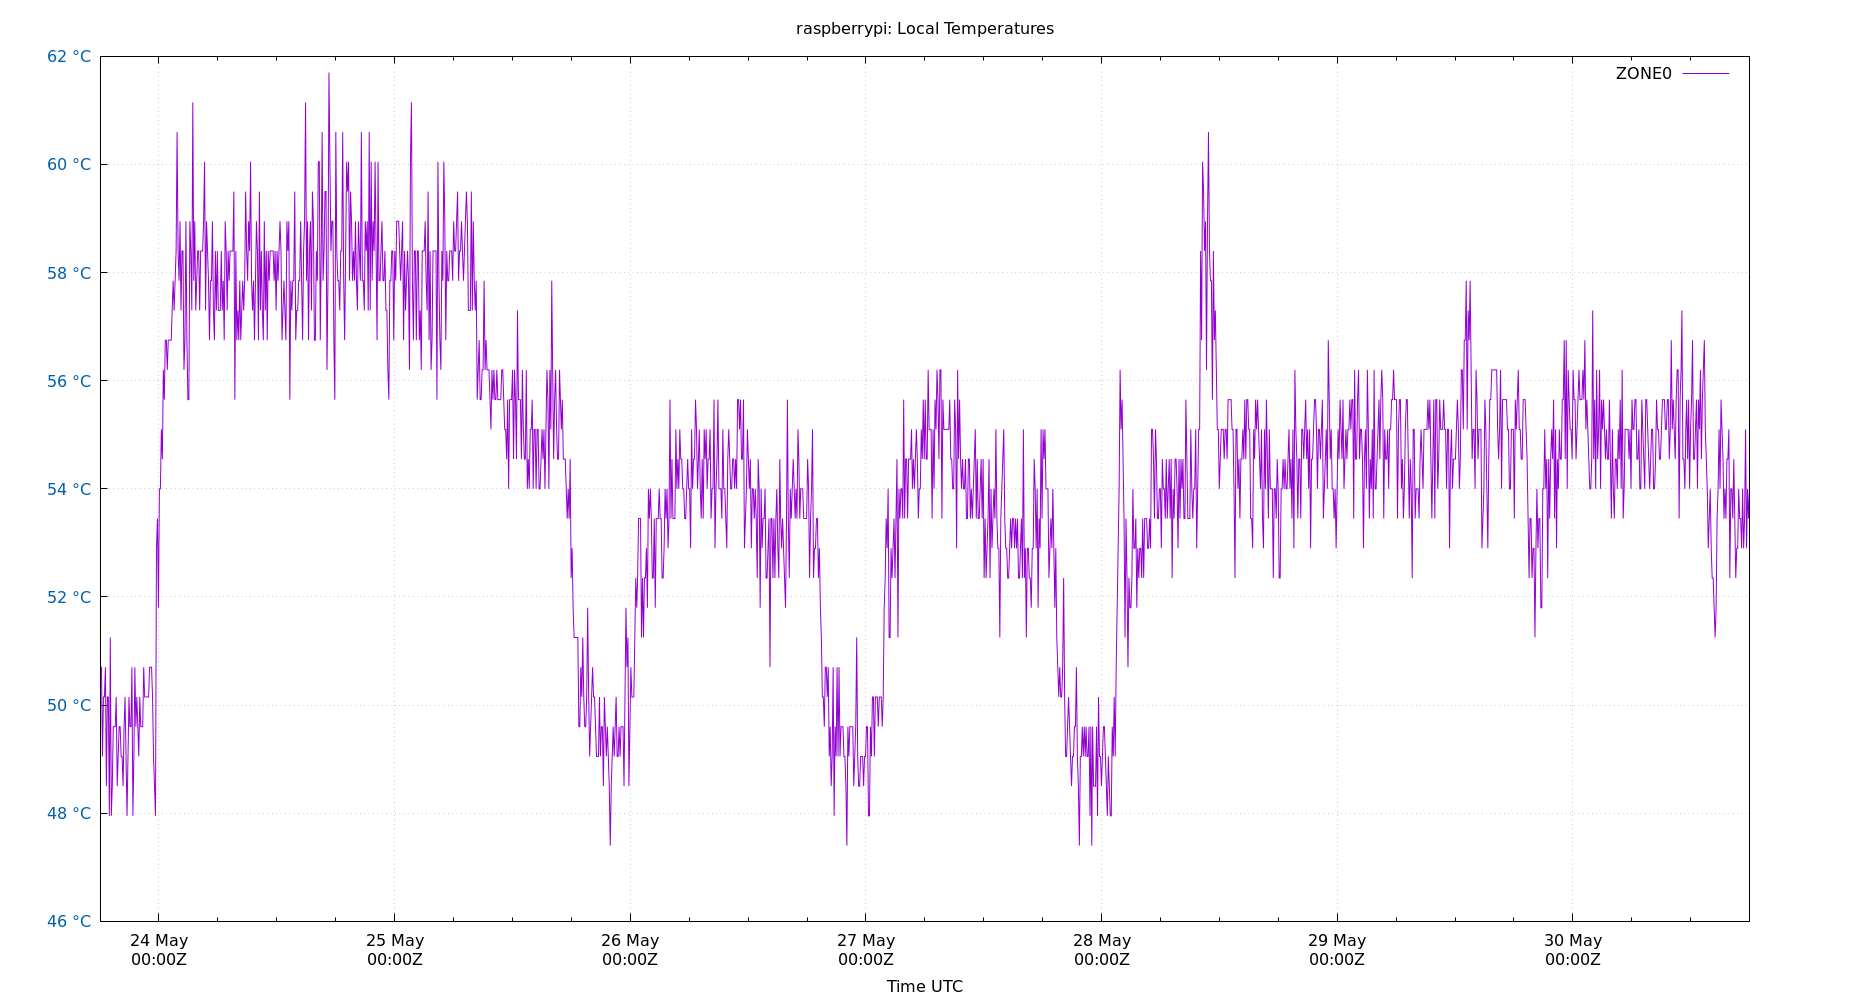 raspberrypi: Local Temperatures
ZONE0
62 °C
60 °C
58 °C
56 °C
54 °C
52 °C
50 °C
48 °C
46 °C
24 May
00:00Z
25 May
00:00Z
26 May
00:00Z
27 May
00:00Z
28 May
00:00Z
29 May
00:00Z
30 May
00:00Z
Time UTC